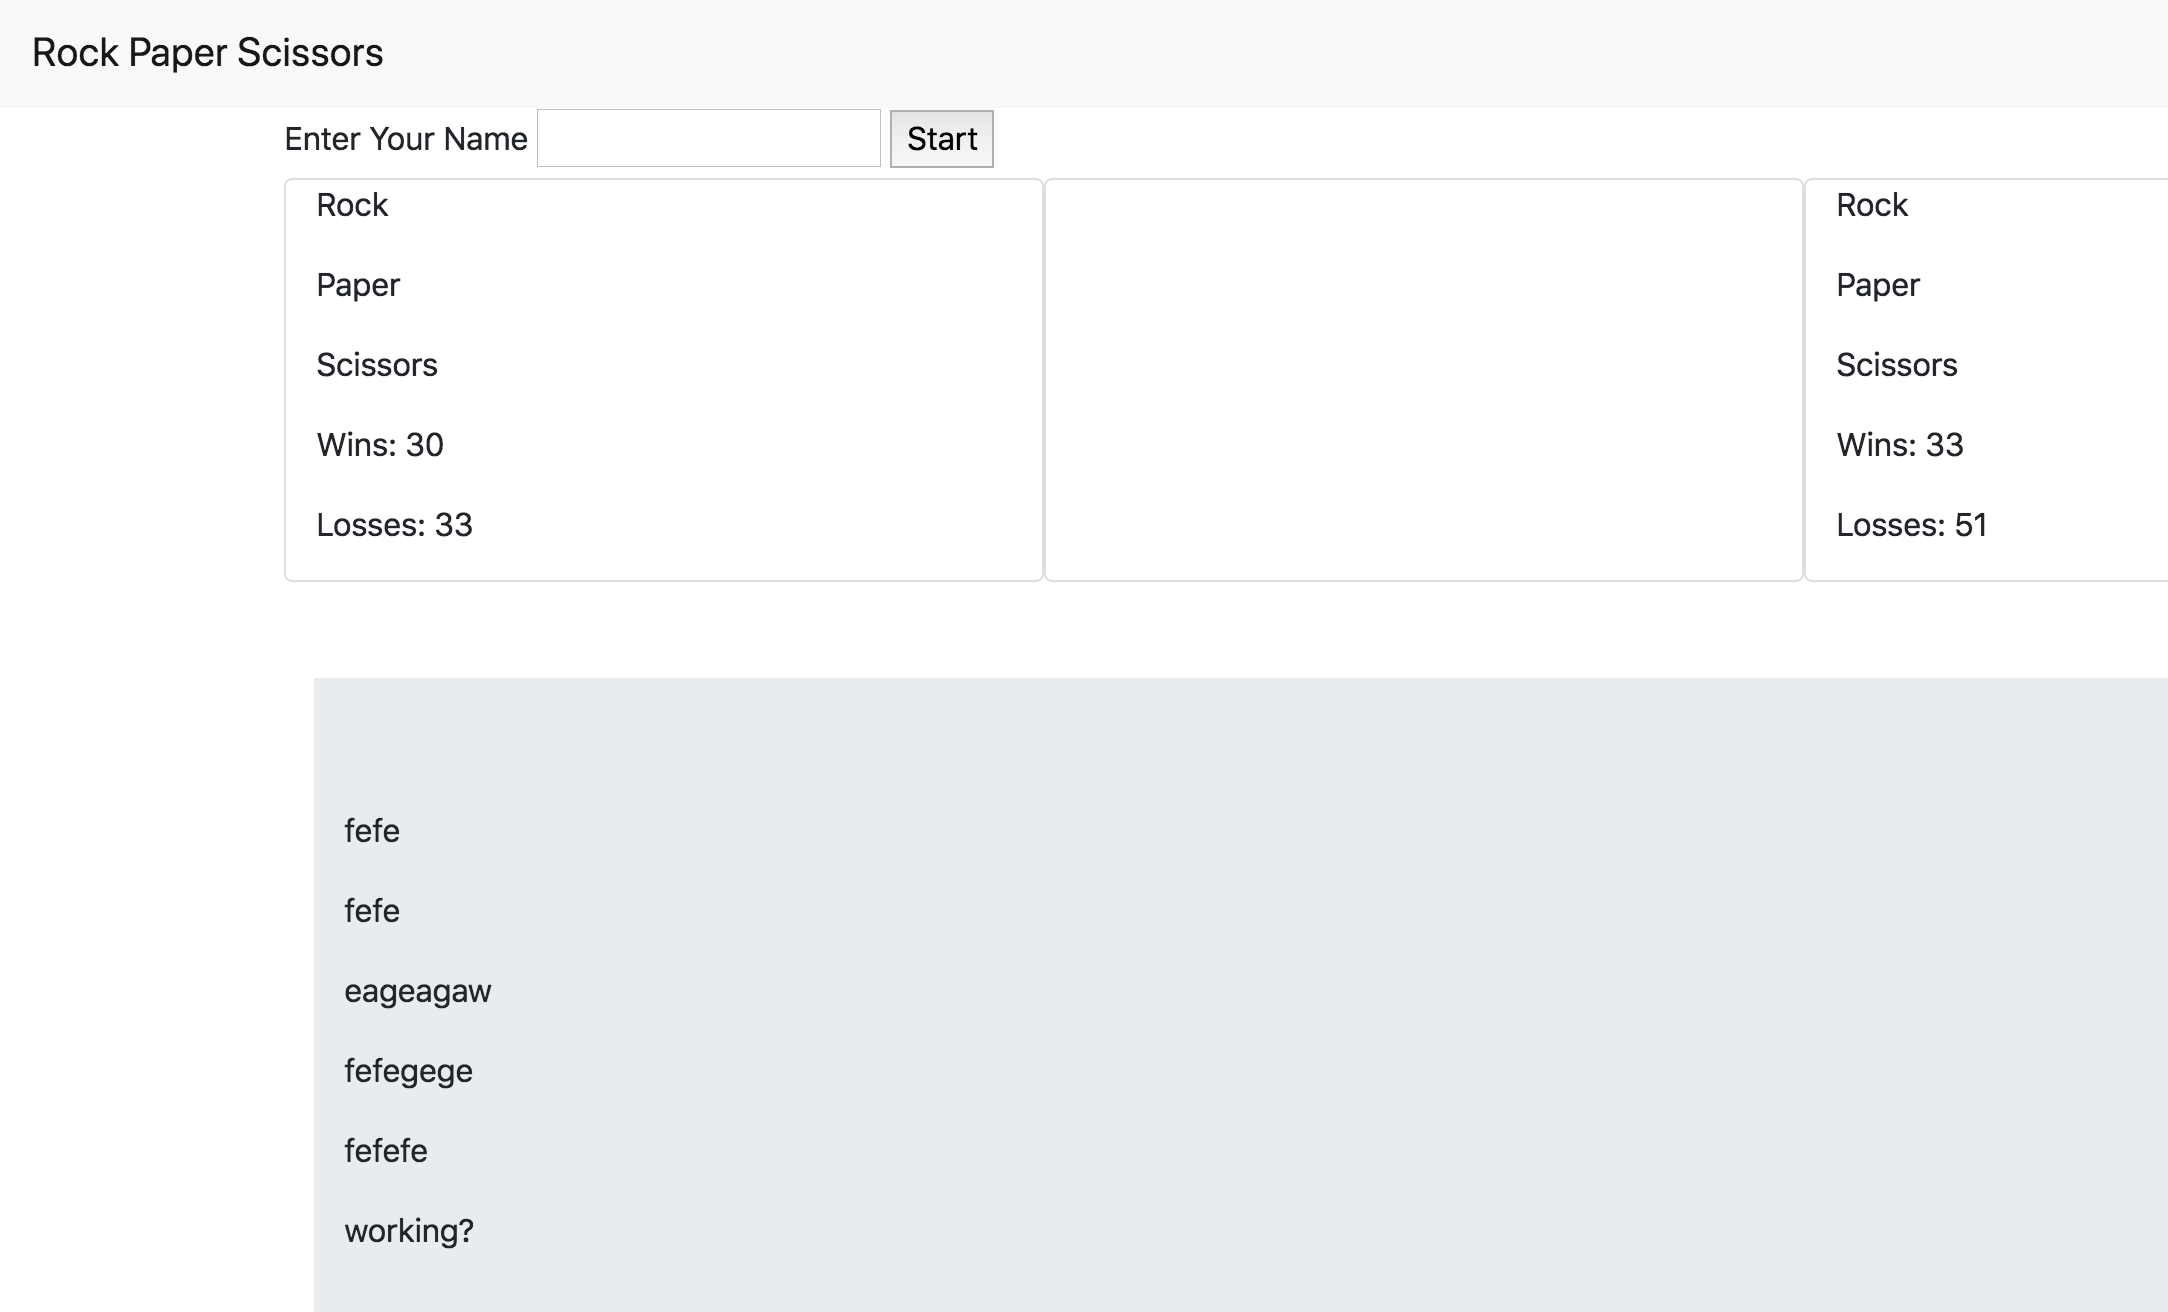 Rock Paper Scissors
Enter Your Name
Start
Rock
Paper
Scissors
Wins: 30
Losses: 33
Rock
Paper
Scissors
Wins: 33
Losses: 51
fefe
fefe
eageagaw
fefegege
fefefe
working?